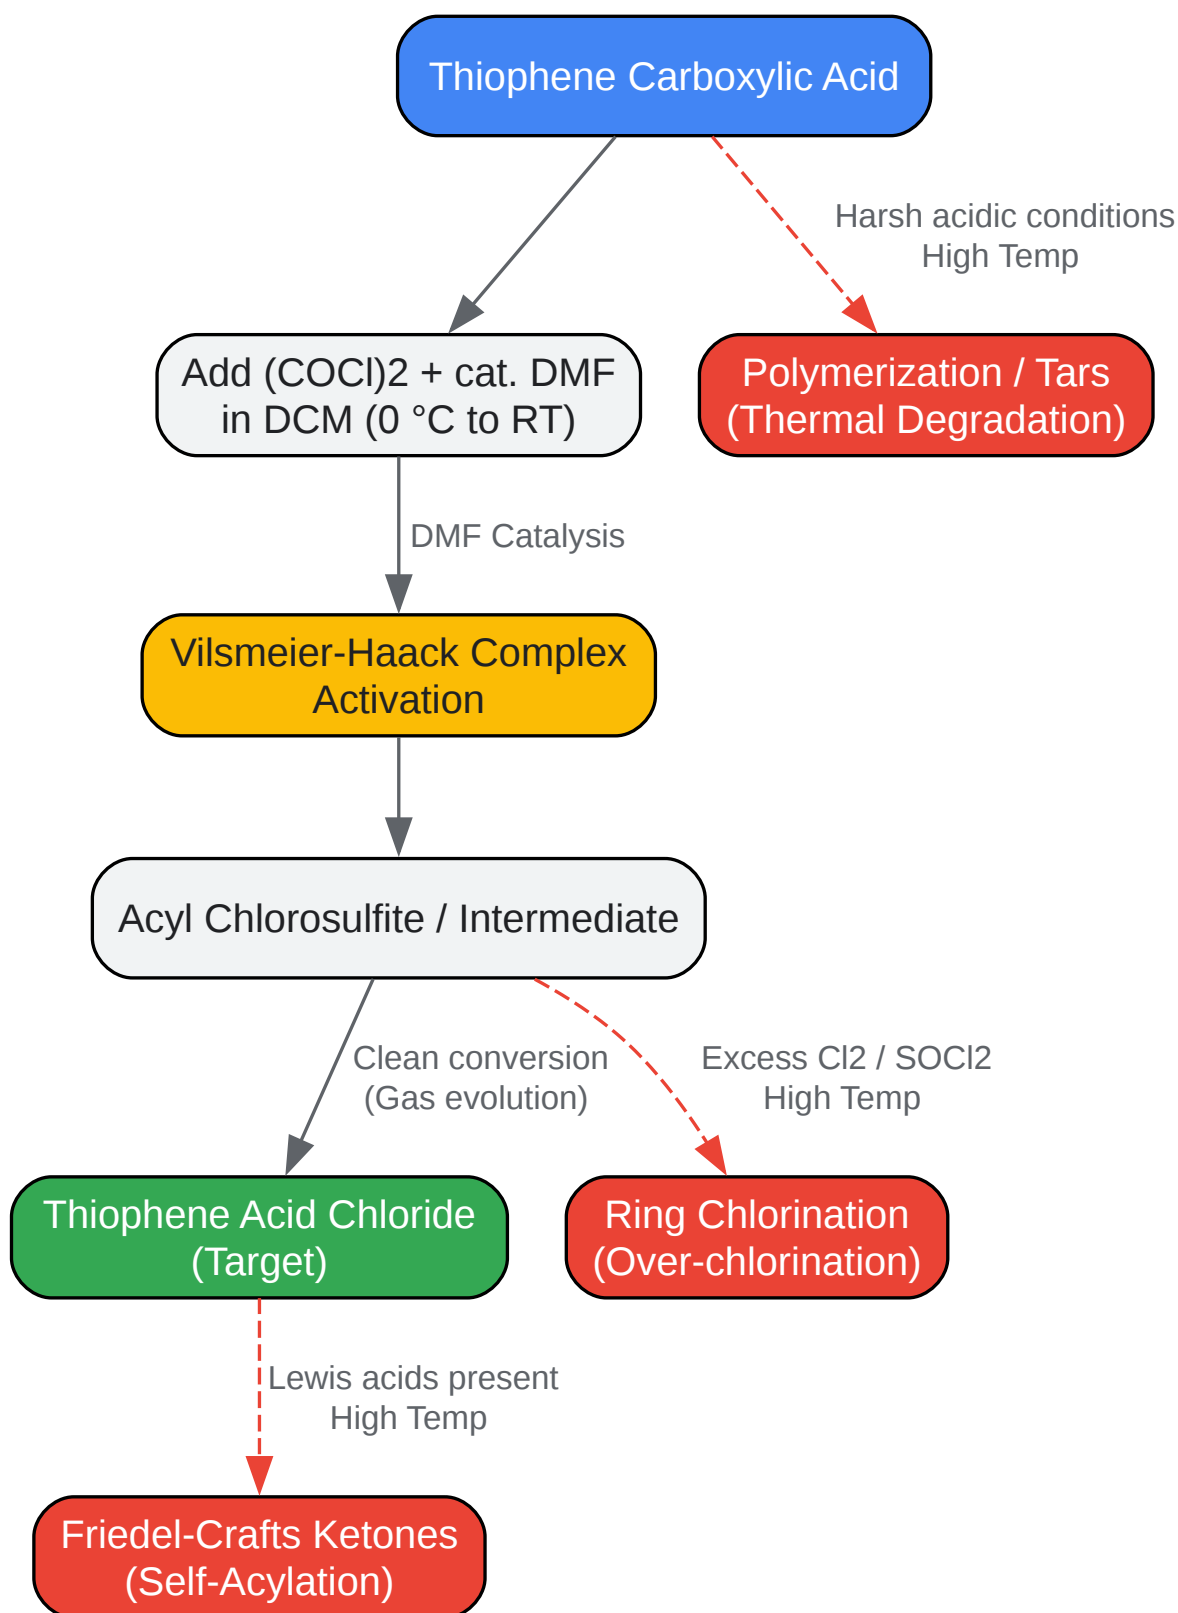 Thiophene Carboxylic Acid
Harsh acidic conditions
High Temp
Add (COCl)2 + cat. DMF
in DCM (0 °C to RT)
Polymerization / Tars
(Thermal Degradation)
DMF Catalysis
Vilsmeier-Haack Complex
Activation
Acyl Chlorosulfite / Intermediate
Clean conversion
(Gas evolution)
Excess Cl2 / SOCl2
High Temp
Thiophene Acid Chloride
(Target)
Ring Chlorination
(Over-chlorination)
Lewis acids present
High Temp
Friedel-Crafts Ketones
(Self-Acylation)